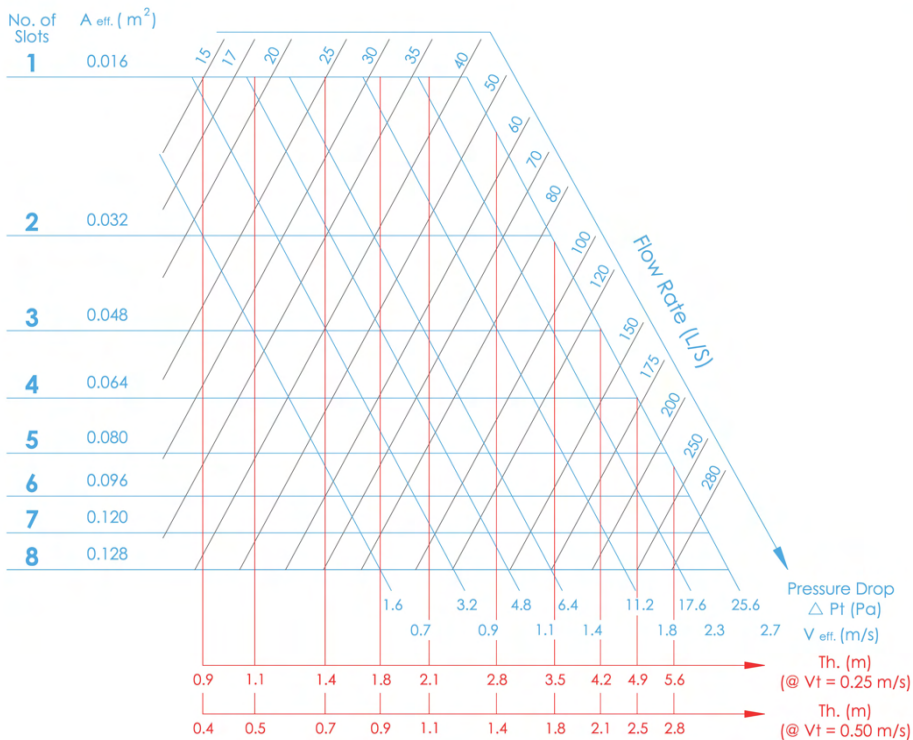 No. of
Slots
A eff. ( m²)
1 0.016
2 0.032
3 0.048
4 0.064
5 0.080
6 0.096
7 0.120
8 0.128
15 17 20 25 30 35 40 50 60 70 80 100 120 150 175 200 250 280
Flow Rate (L/S)
1.6 3.2 4.8 6.4 11.2 17.6 25.6
Pressure Drop
△ Pt (Pa)
0.7 0.9 1.1 1.4 1.8 2.3 2.7
V eff. (m/s)
0.9 1.1 1.4 1.8 2.1 2.8 3.5 4.2 4.9 5.6
Th. (m)
(@ Vt = 0.25 m/s)
0.4 0.5 0.7 0.9 1.1 1.4 1.8 2.1 2.5 2.8
Th. (m)
(@ Vt = 0.50 m/s)